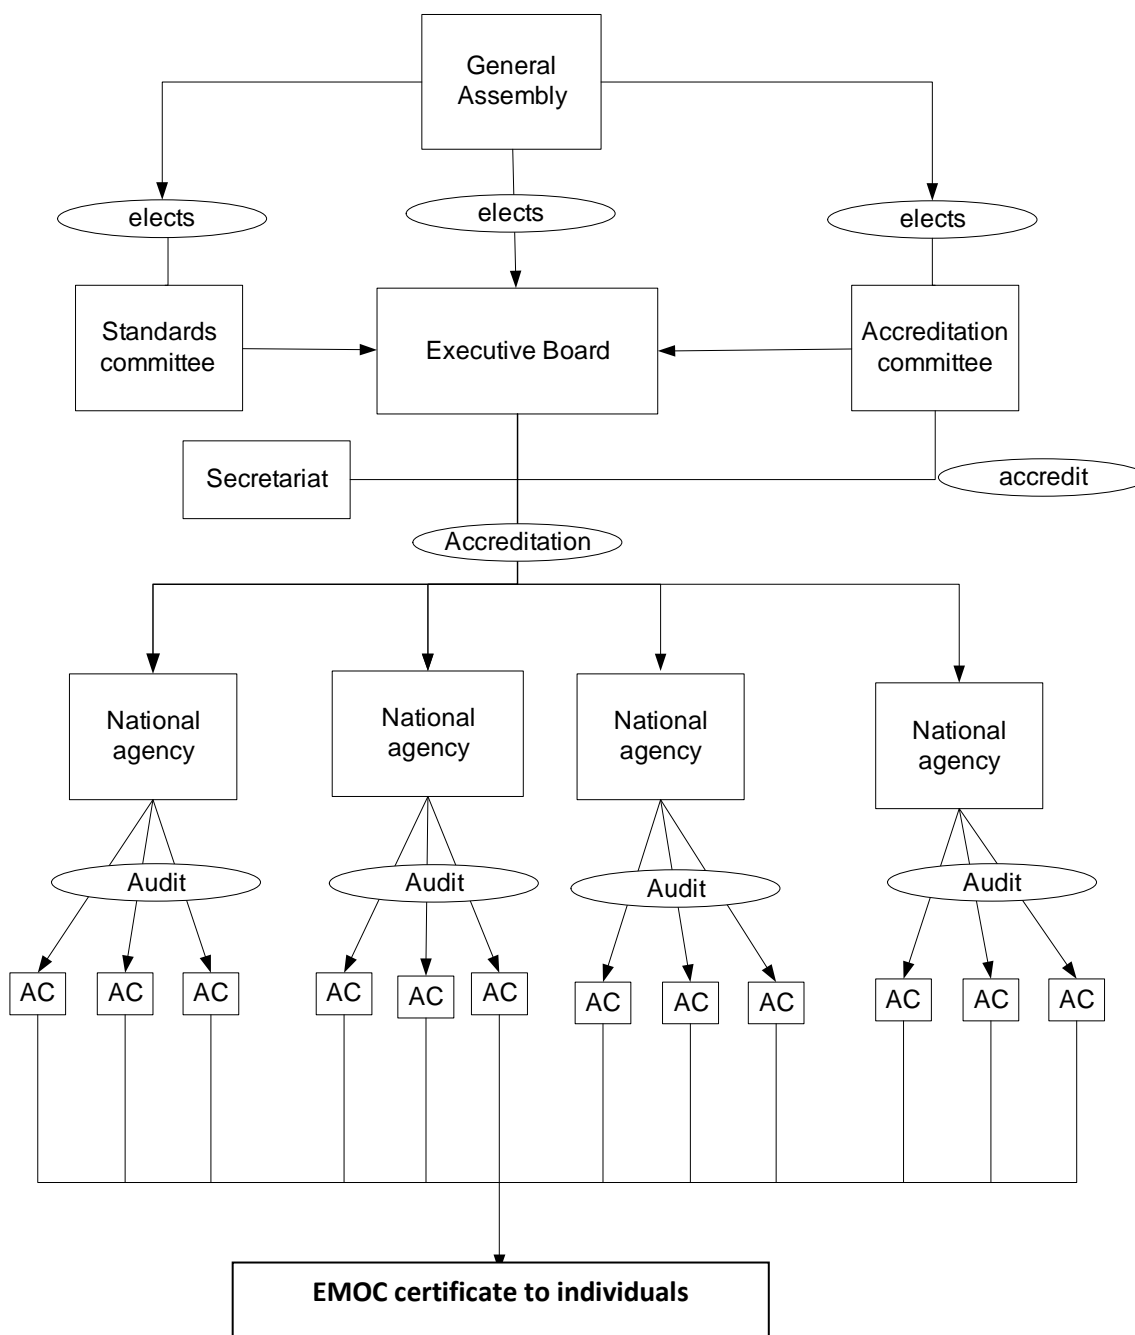 General
Assembly
elects
elects
elects
Standards
committee
Executive Board
Accreditation
committee
Secretariat
accredit
Accreditation
National
agency
National
agency
National
agency
National
agency
Audit
Audit
Audit
Audit
AC
AC
AC
AC
AC
AC
AC
AC
AC
AC
AC
AC
EMOC certificate to individuals